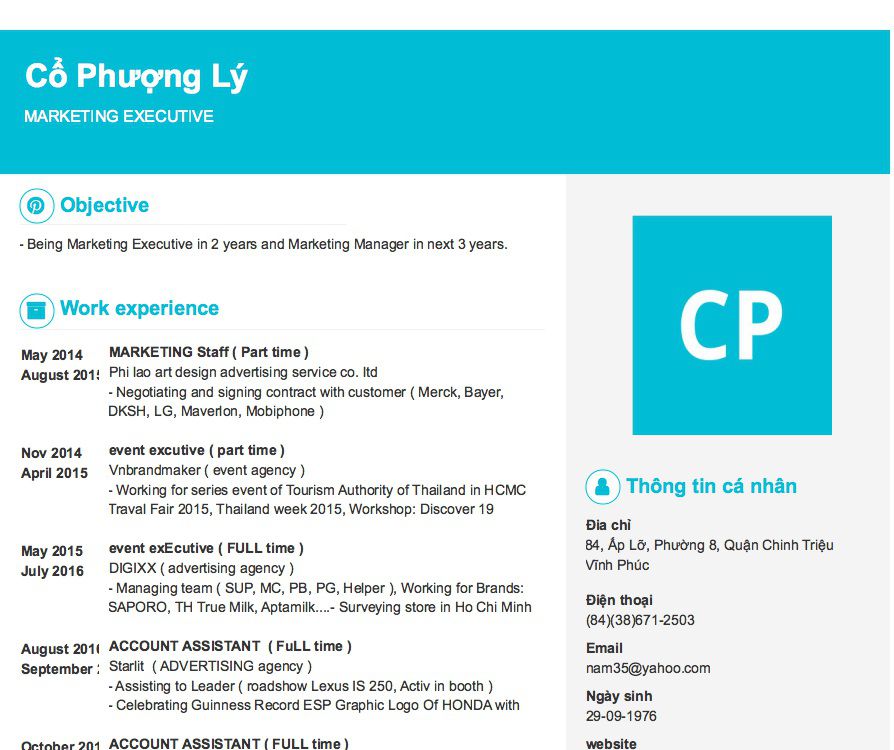 Cổ Phượng Lý
MARKETING EXECUTIVE
Objective
- Being Marketing Executive in 2 years and Marketing Manager in next 3 years.
Work experience
May 2014
August 201
MARKETING Staff ( Part time )
Phi lao art design advertising service co. ltd
- Negotiating and signing contract with customer ( Merck, Bayer,
DKSH, LG, Maverlon, Mobiphone )
Nov 2014
April 2015
event excutive ( part time )
Vnbrandmaker ( event agency )
- Working for series event of Tourism Authority of Thailand in HCMC
Traval Fair 2015, Thailand week 2015, Workshop: Discover 19
May 2015
July 2016
event exEcutive ( FULL time )
DIGIXX ( advertising agency )
- Managing team ( SUP, MC, PB, PG, Helper ), Working for Brands:
SAPORO, TH True Milk, Aptamilk....- Surveying store in Ho Chi Minh
August 201
September
ACCOUNT ASSISTANT ( FuLL time )
Starlit ( ADVERTISING agency )
- Assisting to Leader ( roadshow Lexus IS 250, Activ in booth )
- Celebrating Guinness Record ESP Graphic Logo Of HONDA with
October 201
ACCOUNT ASSISTANT ( FULL time )
CP
Thông tin cá nhân
Đia chỉ
84, Ấp Lỡ, Phường 8, Quận Chinh Triệu
Vĩnh Phúc
Điện thoại
(84)(38)671-2503
Email
nam35@yahoo.com
Ngày sinh
29-09-1976
website